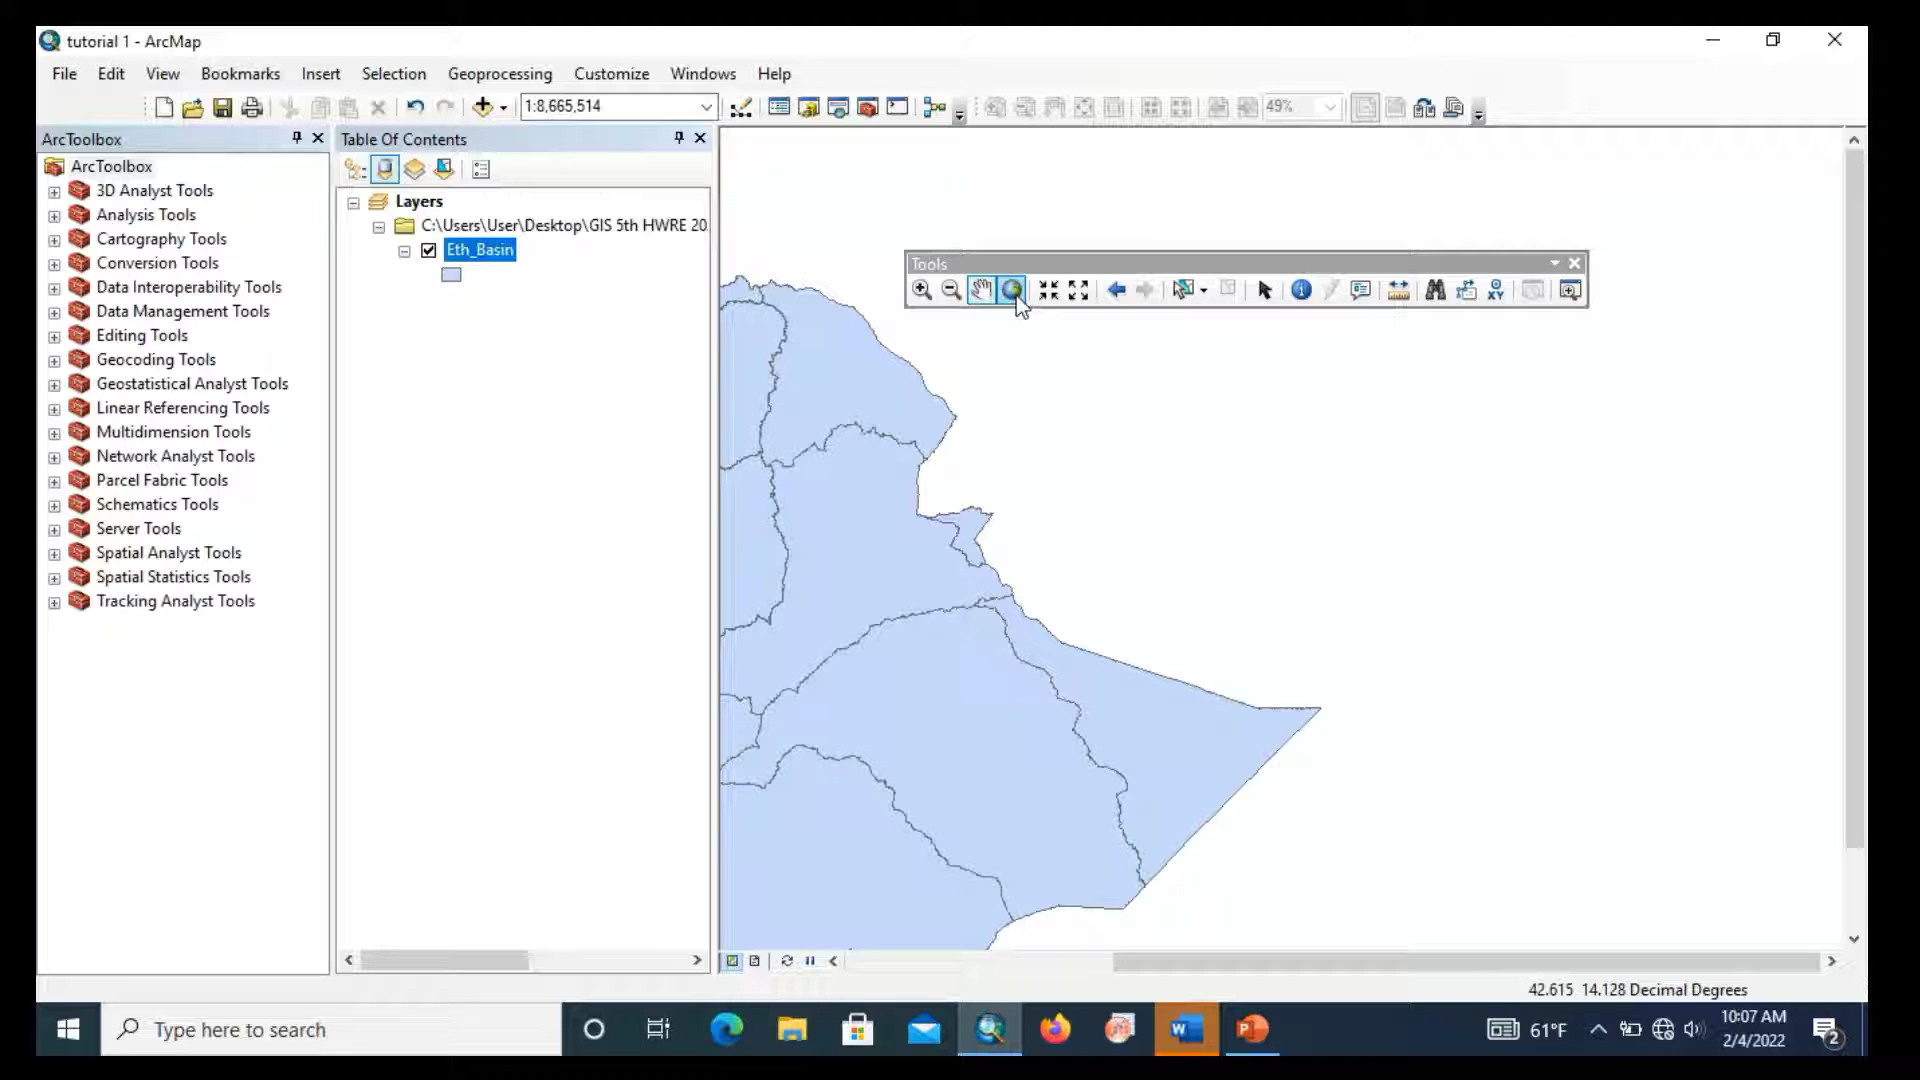 tutorial 1 - ArcMap
File Edit View Bookmarks Insert Selection Geoprocessing Customize Windows Help
1:8,665,514
49%
ArcToolbox
ArcToolbox
3D Analyst Tools
Analysis Tools
Cartography Tools
Conversion Tools
Data Interoperability Tools
Data Management Tools
Editing Tools
Geocoding Tools
Geostatistical Analyst Tools
Linear Referencing Tools
Multidimension Tools
Network Analyst Tools
Parcel Fabric Tools
Schematics Tools
Server Tools
Spatial Analyst Tools
Spatial Statistics Tools
Tracking Analyst Tools
Table Of Contents
Layers
C:\Users\User\Desktop\GIS 5th HWRE 20
Eth_Basin
Tools
XY
42.615 14.128 Decimal Degrees
Type here to search
W
P
61°F
10:07 AM
2/4/2022
2